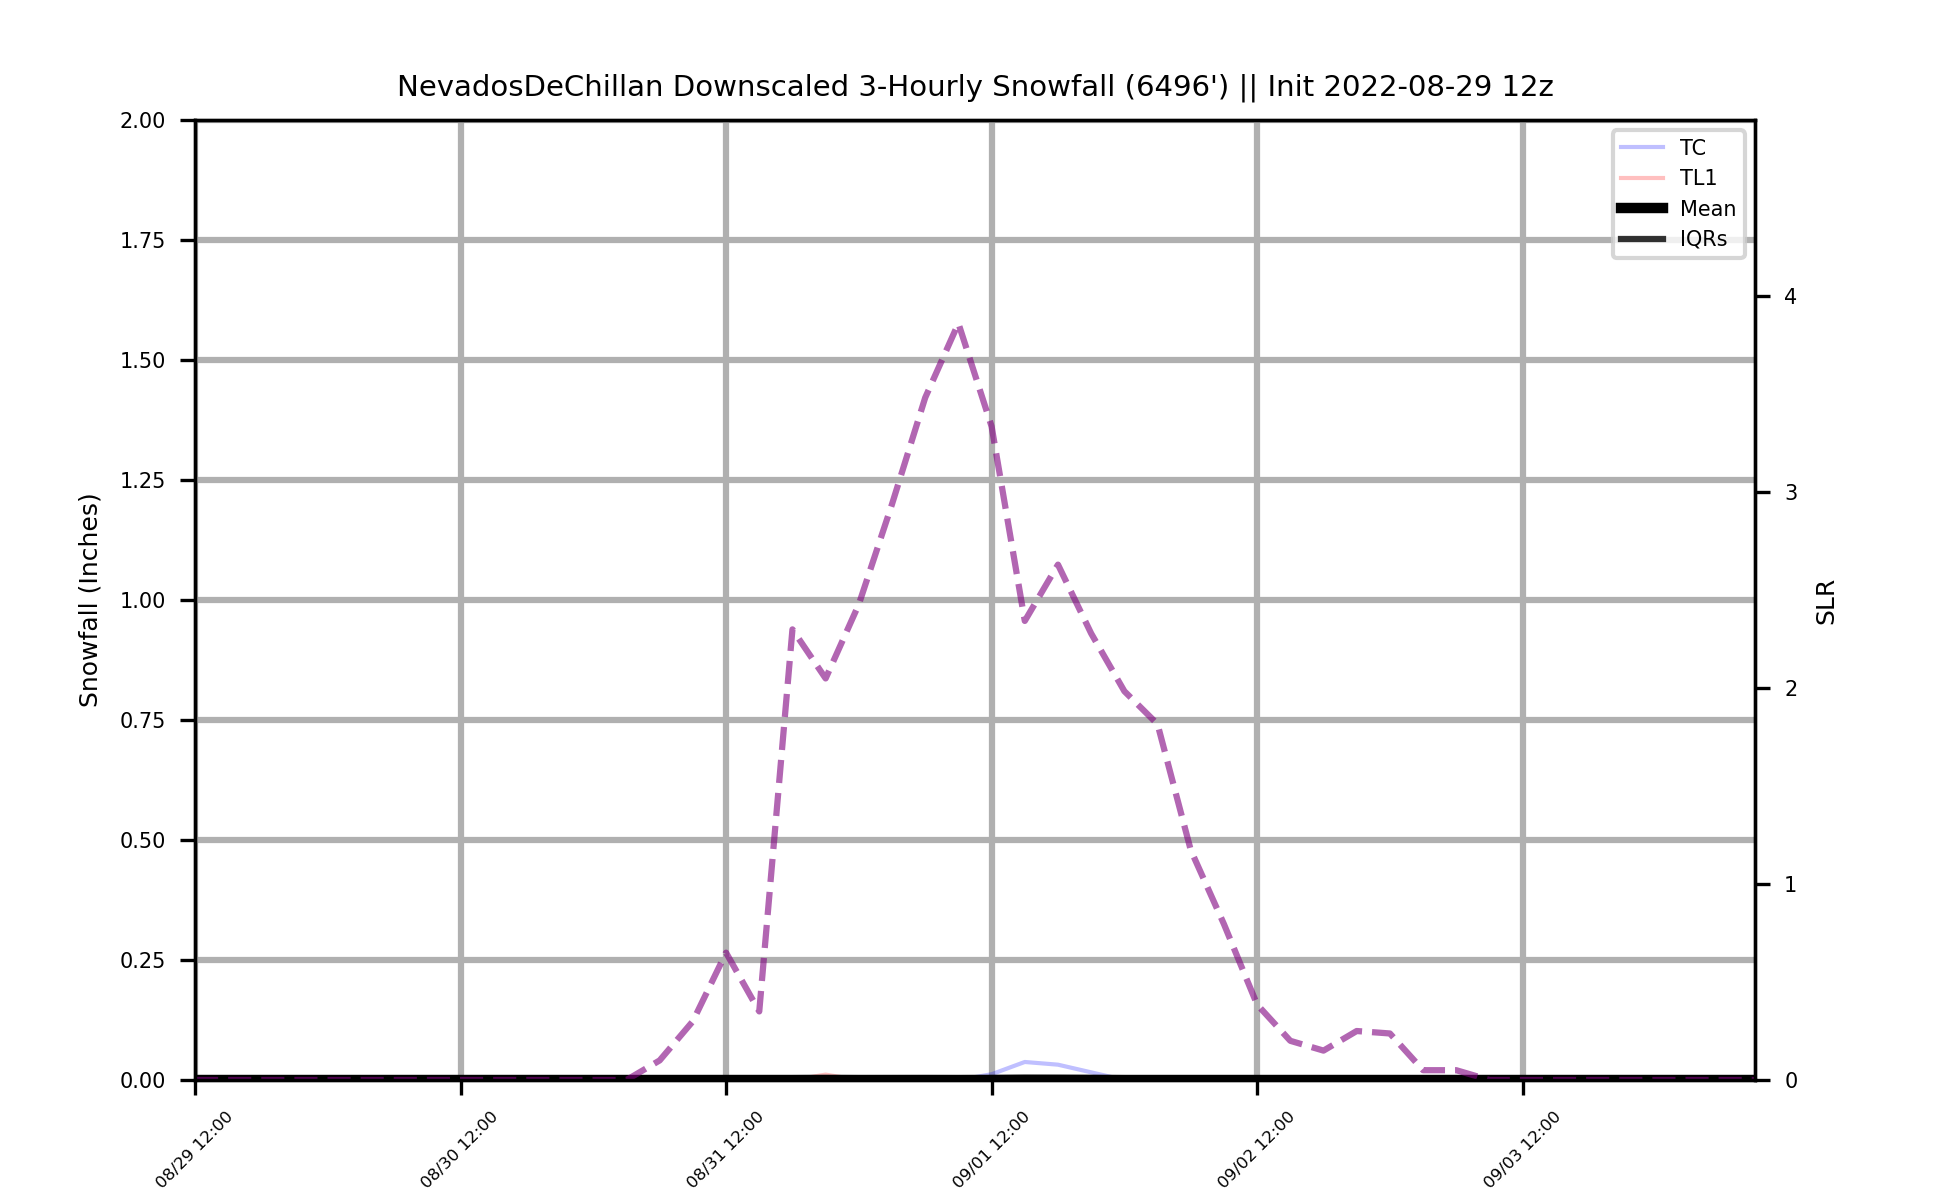 NevadosDeChillan Downscaled 3-Hourly Snowfall (6496') || Init 2022-08-29 12z
TC
TL1
Mean
IQRs
Snowfall (Inches)
2.00
1.75
1.50
1.25
1.00
0.75
0.50
0.25
0.00
4
3
2
1
0
SLR
08/29 12:00
08/30 12:00
08/31 12:00
09/01 12:00
09/02 12:00
09/03 12:00